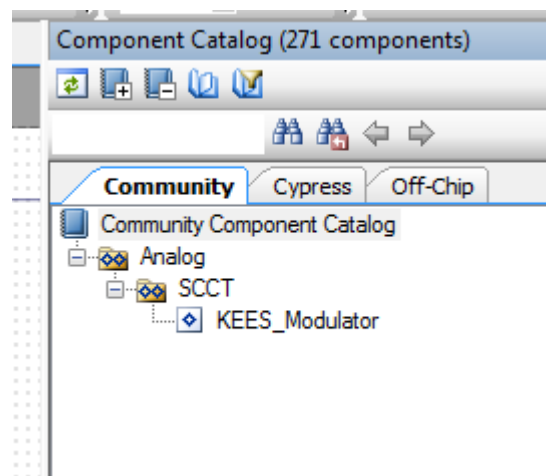 Component Catalog (271 components)
Community Cypress Off-Chip
Community Component Catalog
Analog
SCCT
KEES_Modulator